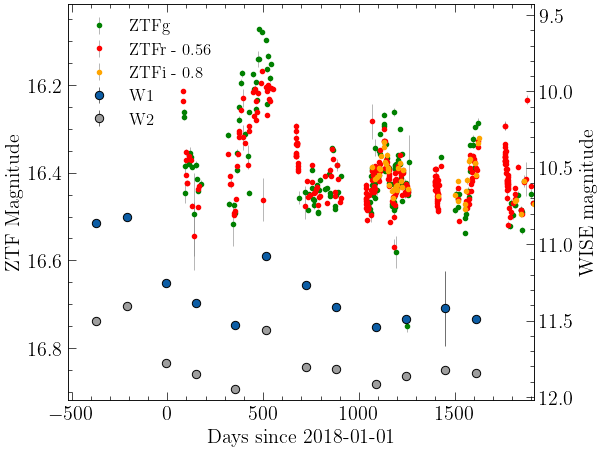 ZTFg
ZTFr - 0.56
ZTFi - 0.8
W1
W2
16.2
16.4
16.6
16.8
ZTF Magnitude
9.5
10.0
10.5
11.0
11.5
12.0
WISE magnitude
−500
0
500
1000
1500
Days since 2018-01-01